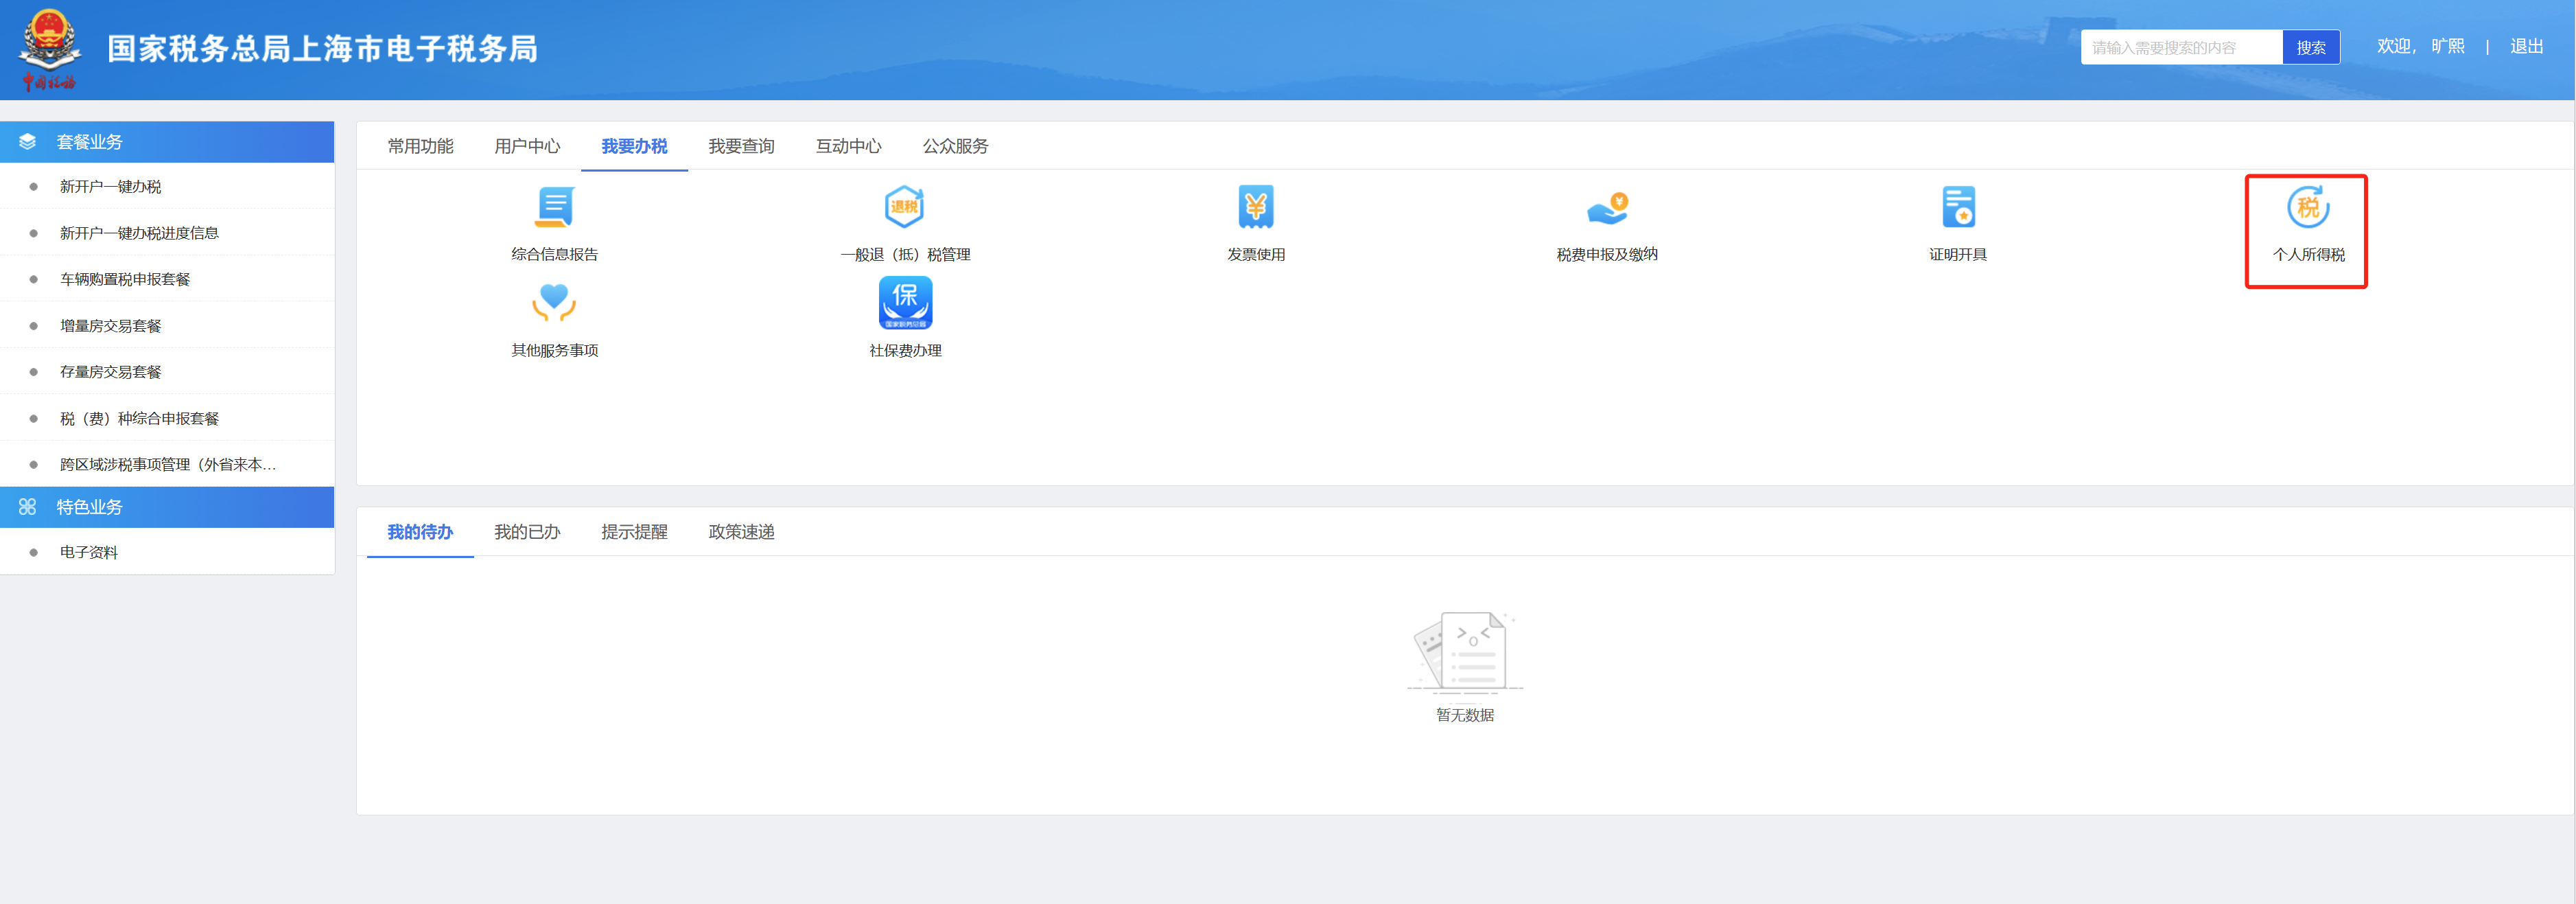 国家税务总局上海市电子税务局
中国税务
请输入需要搜索的内容
搜索
欢迎, 旷熙 | 退出
套餐业务
新开户一键办税
新开户一键办税进度信息
车辆购置税申报套餐
增量房交易套餐
存量房交易套餐
税（费）种综合申报套餐
跨区域涉税事项管理（外省来本...
特色业务
电子资料
常用功能 用户中心 我要办税 我要查询 互动中心 公众服务
退税
税
综合信息报告 一般退（抵）税管理 发票使用 税费申报及缴纳 证明开具 个人所得税
保
国家税务总局
其他服务事项 社保费办理
我的待办 我的已办 提示提醒 政策速递
暂无数据